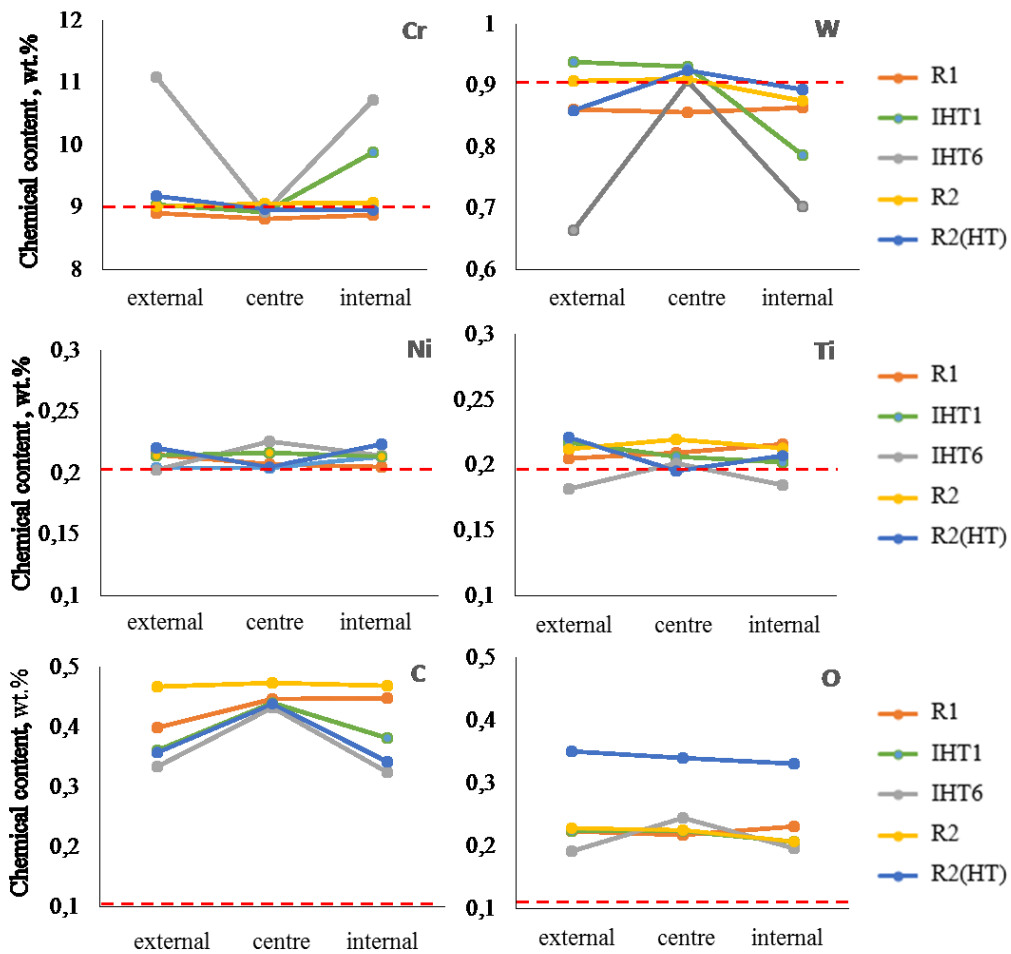 Chemical content, wt.%
12
11
10
9
8
Cr
external centre internal
1
0,9
0,8
0,7
0,6
W
external centre internal
R1
IHT1
IHT6
R2
R2(HT)
Chemical content, wt.%
0,3
0,25
0,2
0,15
0,1
Ni
external centre internal
0,3
0,25
0,2
0,15
0,1
Ti
external centre internal
R1
IHT1
IHT6
R2
R2(HT)
Chemical content, wt.%
0,5
0,4
0,3
0,2
0,1
C
external centre internal
0,5
0,4
0,3
0,2
0,1
O
external centre internal
R1
IHT1
IHT6
R2
R2(HT)